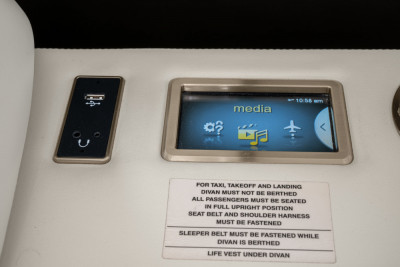 10:56 am
media
FOR TAXI, TAKEOFF AND LANDING
DIVAN MUST NOT BE BERTHED
ALL PASSENGERS MUST BE SEATED
IN FULL UPRIGHT POSITION
SEAT BELT AND SHOULDER HARNESS
MUST BE FASTENED
SLEEPER BELT MUST BE FASTENED WHILE
DIVAN IS BERTHED
LIFE VEST UNDER DIVAN